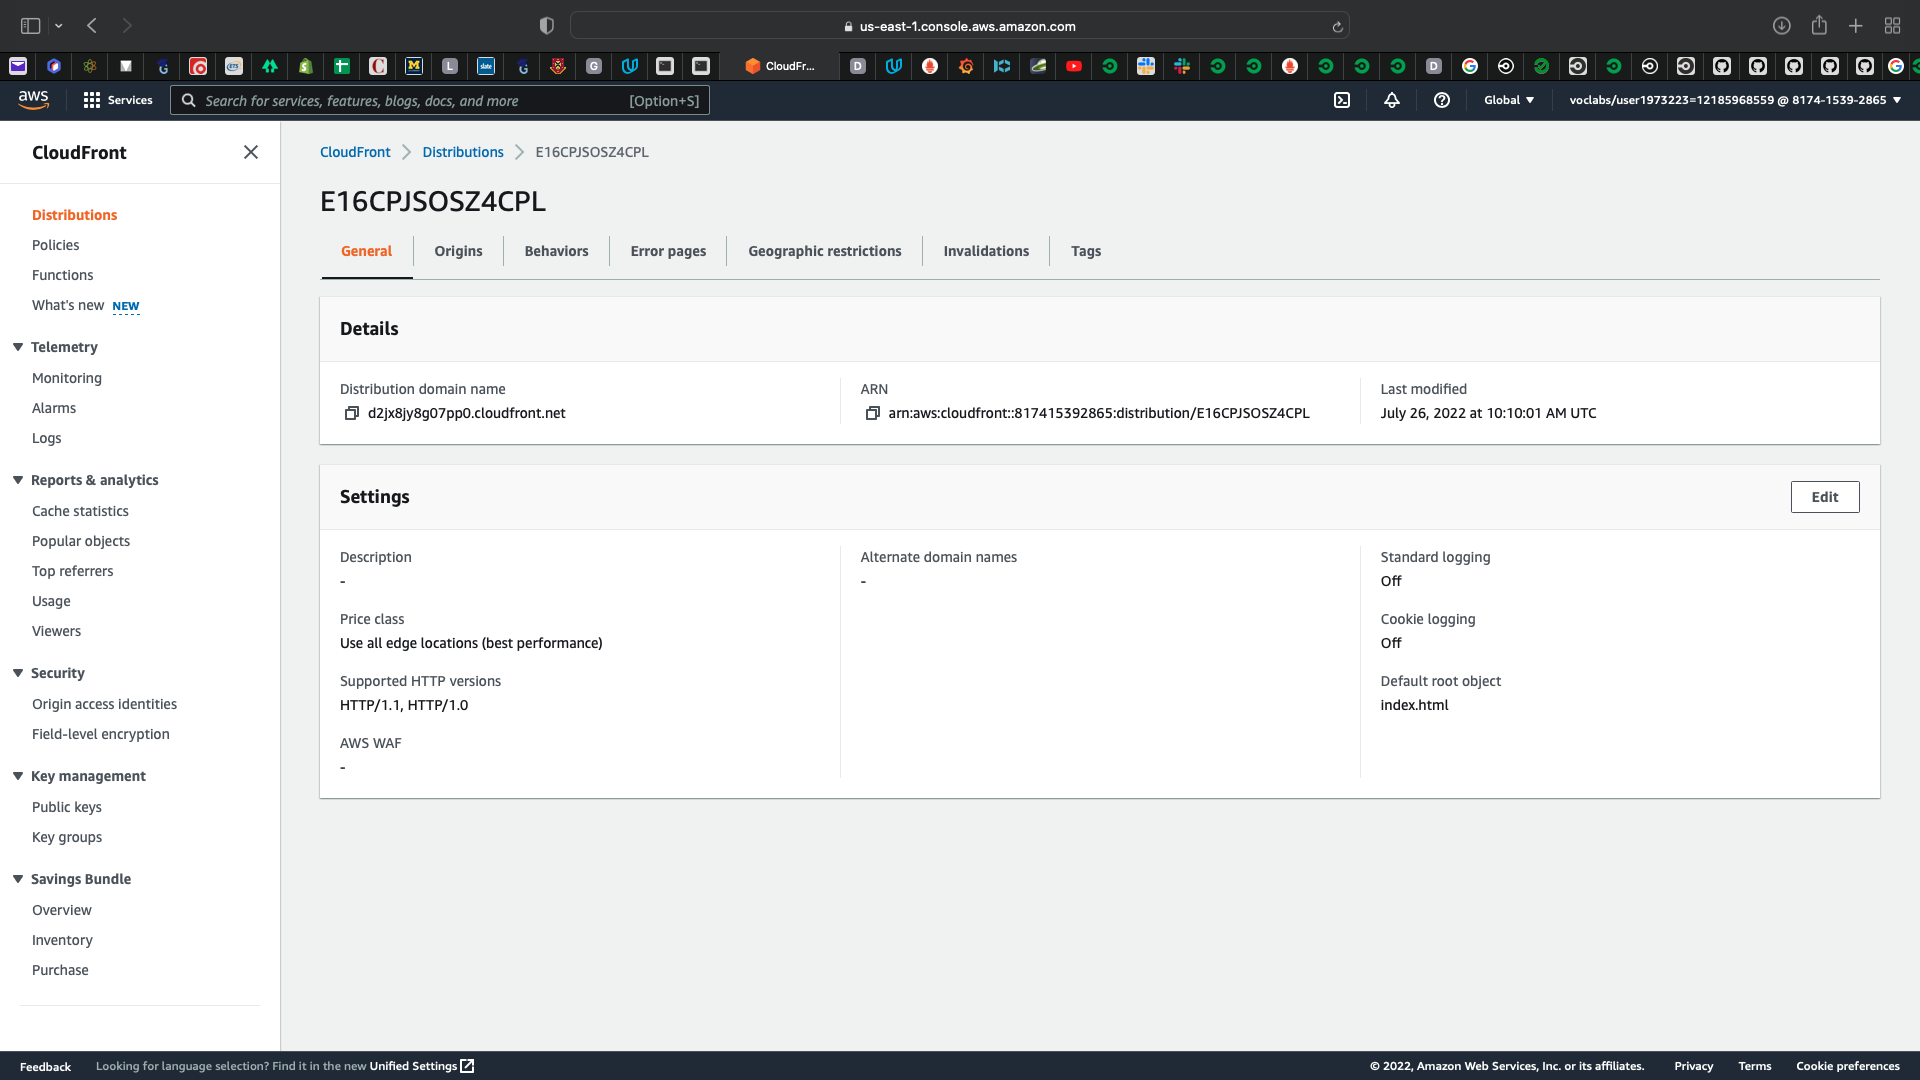 us-east-1.console.aws.amazon.com
CloudFr...
aws
Services
Search for services, features, blogs, docs, and more
[Option+S]
Global
voclabs/user1973223=12185968559 @ 8174-1539-2865
CloudFront
Distributions
Policies
Functions
What's new NEW
Telemetry
Monitoring
Alarms
Logs
Reports & analytics
Cache statistics
Popular objects
Top referrers
Usage
Viewers
Security
Origin access identities
Field-level encryption
Key management
Public keys
Key groups
Savings Bundle
Overview
Inventory
Purchase
CloudFront
Distributions
E16CPJSOSZ4CPL
E16CPJSOSZ4CPL
General
Origins
Behaviors
Error pages
Geographic restrictions
Invalidations
Tags
Details
Distribution domain name
d2jx8jy8g07pp0.cloudfront.net
ARN
arn:aws:cloudfront::817415392865:distribution/E16CPJSOSZ4CPL
Last modified
July 26, 2022 at 10:10:01 AM UTC
Settings
Edit
Description
-
Price class
Use all edge locations (best performance)
Supported HTTP versions
HTTP/1.1, HTTP/1.0
AWS WAF
-
Alternate domain names
-
Standard logging
Off
Cookie logging
Off
Default root object
index.html
Feedback
Looking for language selection? Find it in the new Unified Settings
© 2022, Amazon Web Services, Inc. or its affiliates.
Privacy
Terms
Cookie preferences